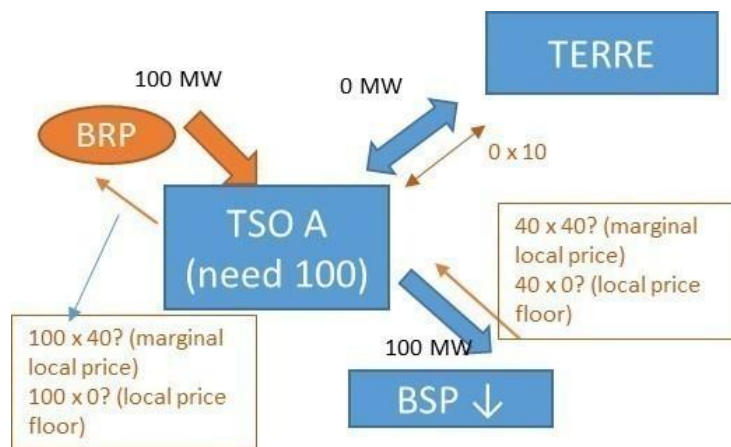 TERRE
100 MW
0 MW
BRP
0 x 10
TSO A
(need 100)
40 x 40? (marginal
local price)
40 x 0? (local price
floor)
100 x 40? (marginal
local price)
100 x 0? (local price
floor)
100 MW
BSP ↓